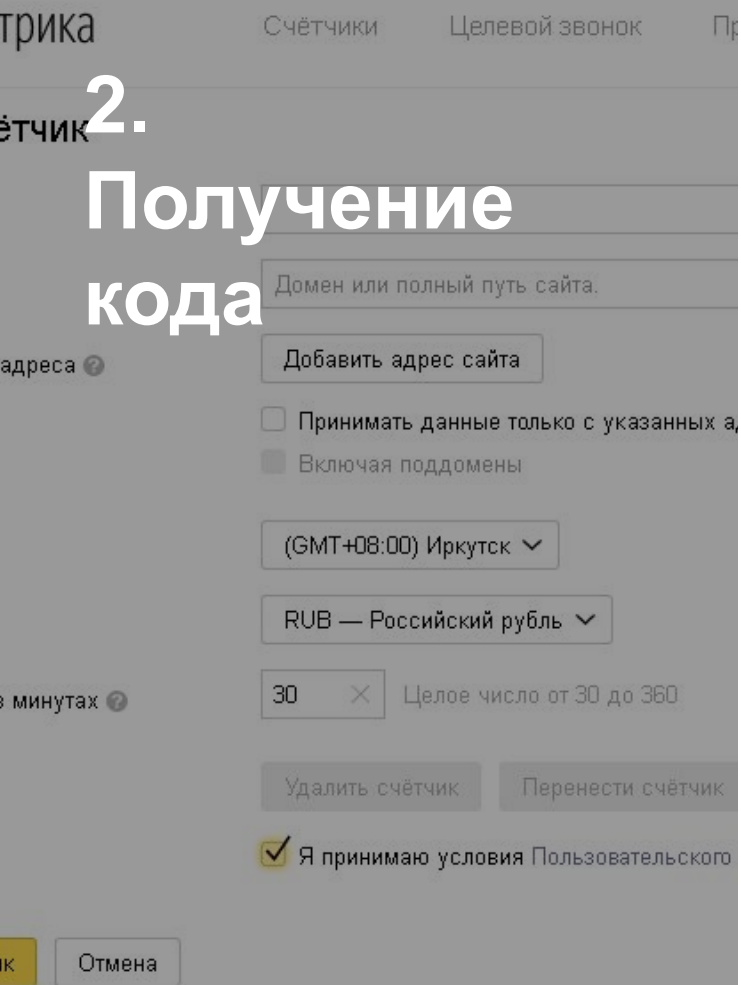 трика
Счётчики Целевой звонок Пр
ётчик
2.
Получение
кода
Домен или полный путь сайта.
адреса ?
Добавить адрес сайта
Принимать данные только с указанных ад
Включая поддомены
(GMT+08:00) Иркутск
RUB — Российский рубль
в минутах ?
30 × Целое число от 30 до 360
Удалить счётчик Перенести счётчик
Я принимаю условия Пользовательского
ик
Отмена